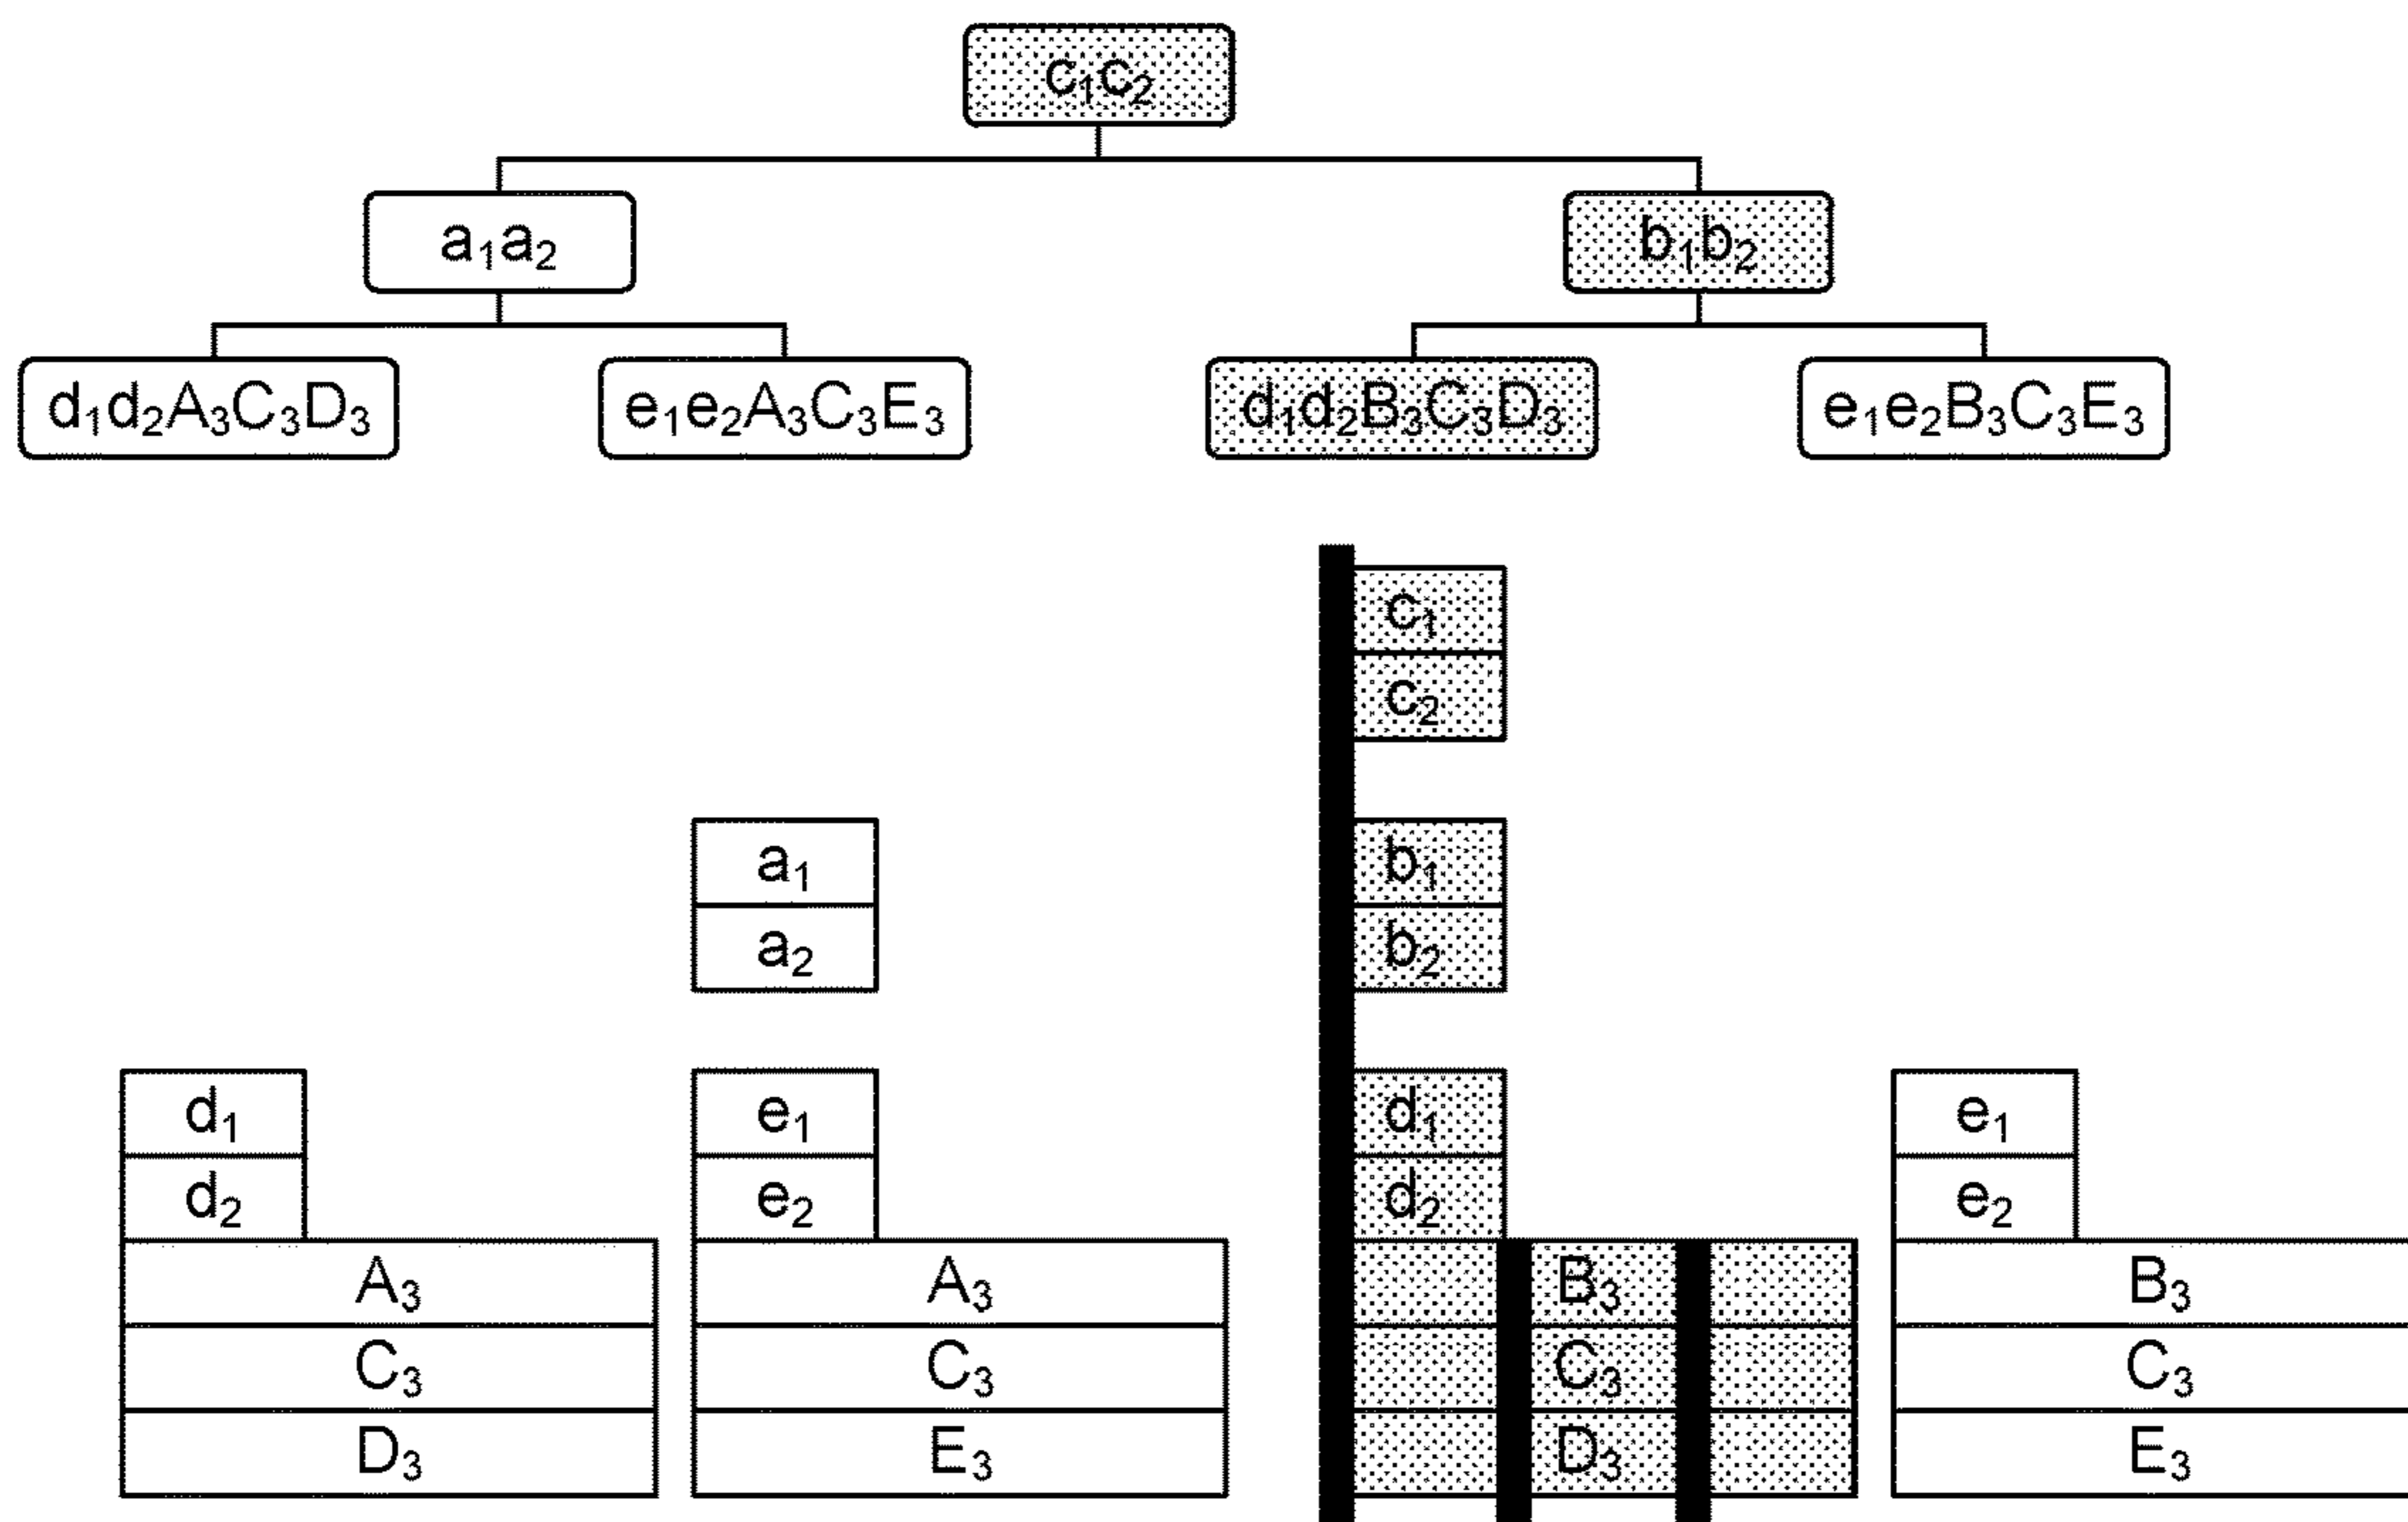 c₁c₂
a₁a₂ b₁b₂
d₁d₂A₃C₃D₃ e₁e₂A₃C₃E₃ d₁d₂B₃C₃D₃ e₁e₂B₃C₃E₃
c₁
c₂
a₁ b₁
a₂ b₂
d₁ e₁ d₁ e₁
d₂ e₂ d₂ e₂
A₃ A₃ B₃ B₃
C₃ C₃ C₃ C₃
D₃ E₃ D₃ E₃